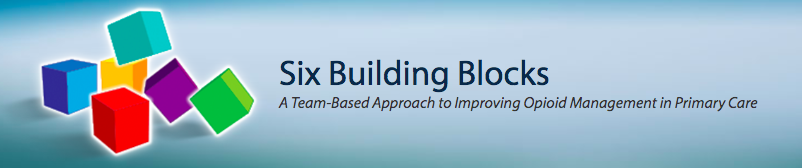 Six Building Blocks
A Team-Based Approach to Improving Opioid Management in Primary Care